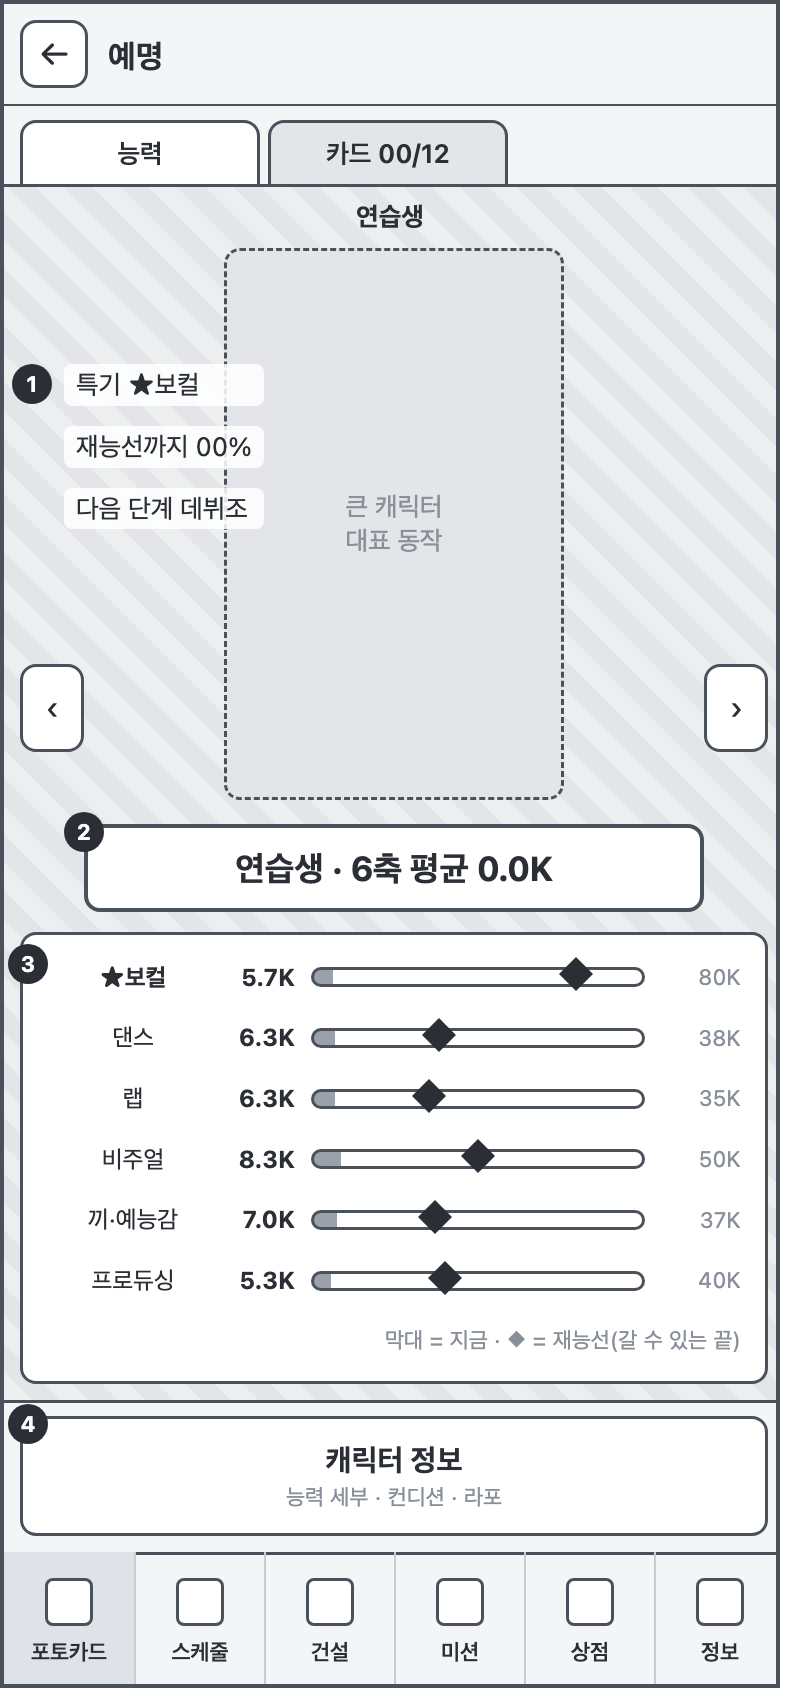 ← 예명
능력
카드 00/12
연습생
1 특기 ★보컬
재능선까지 00%
다음 단계 데뷔조
큰 캐릭터
대표 동작
‹
›
2
연습생 · 6축 평균 0.0K
3
★보컬 5.7K 80K
댄스 6.3K 38K
랩 6.3K 35K
비주얼 8.3K 50K
끼·예능감 7.0K 37K
프로듀싱 5.3K 40K
막대 = 지금 · ◆ = 재능선(갈 수 있는 끝)
4
캐릭터 정보
능력 세부 · 컨디션 · 라포
포토카드 스케줄 건설 미션 상점 정보